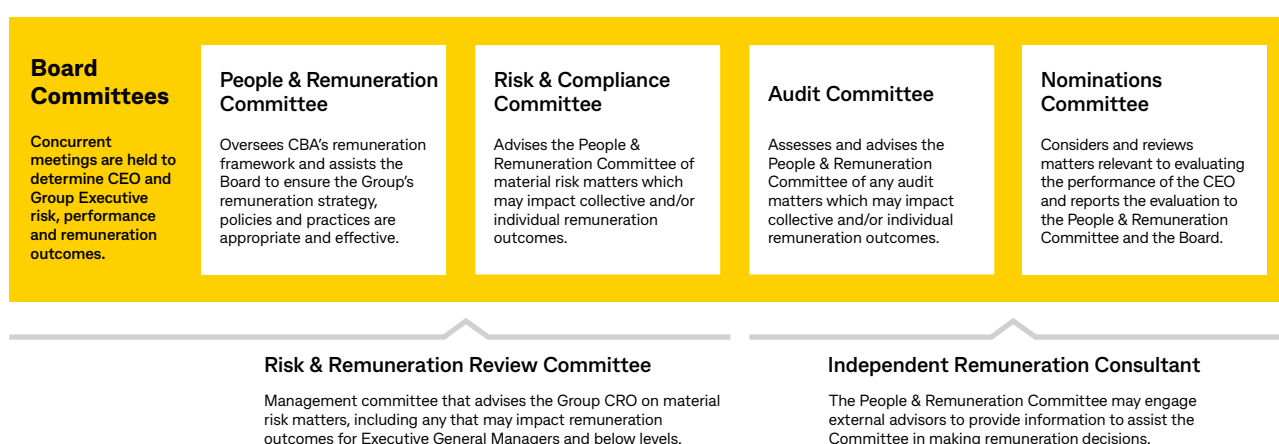 Board
Committees
Concurrent
meetings are held to
determine CEO and
Group Executive
risk, performance
and remuneration
outcomes.
People & Remuneration
Committee
Oversees CBA's remuneration
framework and assists the
Board to ensure the Group's
remuneration strategy,
policies and practices are
appropriate and effective.
Risk & Compliance
Committee
Advises the People &
Remuneration Committee of
material risk matters which
may impact collective and/or
individual remuneration
outcomes.
Audit Committee
Assesses and advises the
People & Remuneration
Committee of any audit
matters which may impact
collective and/or individual
remuneration outcomes.
Nominations
Committee
Considers and reviews
matters relevant to evaluating
the performance of the CEO
and reports the evaluation to
the People & Remuneration
Committee and the Board.
Risk & Remuneration Review Committee
Management committee that advises the Group CRO on material
risk matters, including any that may impact remuneration
outcomes for Executive General Managers and below levels.
Independent Remuneration Consultant
The People & Remuneration Committee may engage
external advisors to provide information to assist the
Committee in making remuneration decisions.